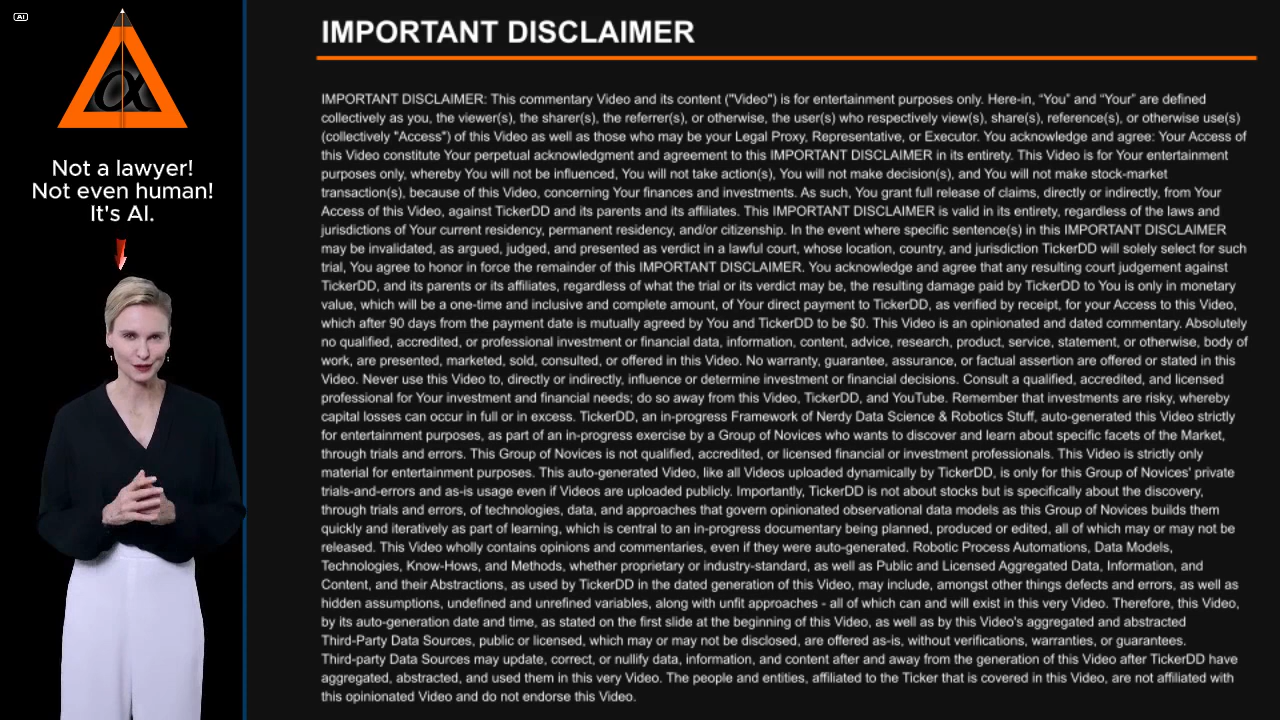 AI
α
Not a lawyer!
Not even human!
It's AI.
IMPORTANT DISCLAIMER
IMPORTANT DISCLAIMER: This commentary Video and its content ("Video") is for entertainment purposes only. Here-in, “You” and “Your” are defined
collectively as you, the viewer(s), the sharer(s), the referrer(s), or otherwise, the user(s) who respectively view(s), share(s), reference(s), or otherwise use(s)
(collectively "Access") of this Video as well as those who may be your Legal Proxy, Representative, or Executor. You acknowledge and agree: Your Access of
this Video constitute Your perpetual acknowledgment and agreement to this IMPORTANT DISCLAIMER in its entirety. This Video is for Your entertainment
purposes only, whereby You will not be influenced, You will not take action(s), You will not make decision(s), and You will not make stock-market
transaction(s), because of this Video, concerning Your finances and investments. As such, You grant full release of claims, directly or indirectly, from Your
Access of this Video, against TickerDD and its parents and its affiliates. This IMPORTANT DISCLAIMER is valid in its entirety, regardless of the laws and
jurisdictions of Your current residency, permanent residency, and/or citizenship. In the event where specific sentence(s) in this IMPORTANT DISCLAIMER
may be invalidated, as argued, judged, and presented as verdict in a lawful court, whose location, country, and jurisdiction TickerDD will solely select for such
trial, You agree to honor in force the remainder of this IMPORTANT DISCLAIMER. You acknowledge and agree that any resulting court judgement against
TickerDD, and its parents or its affiliates, regardless of what the trial or its verdict may be, the resulting damage paid by TickerDD to You is only in monetary
value, which will be a one-time and inclusive and complete amount, of Your direct payment to TickerDD, as verified by receipt, for your Access to this Video,
which after 90 days from the payment date is mutually agreed by You and TickerDD to be $0. This Video is an opinionated and dated commentary. Absolutely
no qualified, accredited, or professional investment or financial data, information, content, advice, research, product, service, statement, or otherwise, body of
work, are presented, marketed, sold, consulted, or offered in this Video. No warranty, guarantee, assurance, or factual assertion are offered or stated in this
Video. Never use this Video to, directly or indirectly, influence or determine investment or financial decisions. Consult a qualified, accredited, and licensed
professional for Your investment and financial needs; do so away from this Video, TickerDD, and YouTube. Remember that investments are risky, whereby
capital losses can occur in full or in excess. TickerDD, an in-progress Framework of Nerdy Data Science & Robotics Stuff, auto-generated this Video strictly
for entertainment purposes, as part of an in-progress exercise by a Group of Novices who wants to discover and learn about specific facets of the Market,
through trials and errors. This Group of Novices is not qualified, accredited, or licensed financial or investment professionals. This Video is strictly only
material for entertainment purposes. This auto-generated Video, like all Videos uploaded dynamically by TickerDD, is only for this Group of Novices' private
trials-and-errors and as-is usage even if Videos are uploaded publicly. Importantly, TickerDD is not about stocks but is specifically about the discovery,
through trials and errors, of technologies, data, and approaches that govern opinionated observational data models as this Group of Novices builds them
quickly and iteratively as part of learning, which is central to an in-progress documentary being planned, produced or edited, all of which may or may not be
released. This Video wholly contains opinions and commentaries, even if they were auto-generated. Robotic Process Automations, Data Models,
Technologies, Know-Hows, and Methods, whether proprietary or industry-standard, as well as Public and Licensed Aggregated Data, Information, and
Content, and their Abstractions, as used by TickerDD in the dated generation of this Video, may include, amongst other things defects and errors, as well as
hidden assumptions, undefined and unrefined variables, along with unfit approaches - all of which can and will exist in this very Video. Therefore, this Video,
by its auto-generation date and time, as stated on the first slide at the beginning of this Video, as well as by this Video's aggregated and abstracted
Third-Party Data Sources, public or licensed, which may or may not be disclosed, are offered as-is, without verifications, warranties, or guarantees.
Third-party Data Sources may update, correct, or nullify data, information, and content after and away from the generation of this Video after TickerDD have
aggregated, abstracted, and used them in this very Video. The people and entities, affiliated to the Ticker that is covered in this Video, are not affiliated with
this opinionated Video and do not endorse this Video.